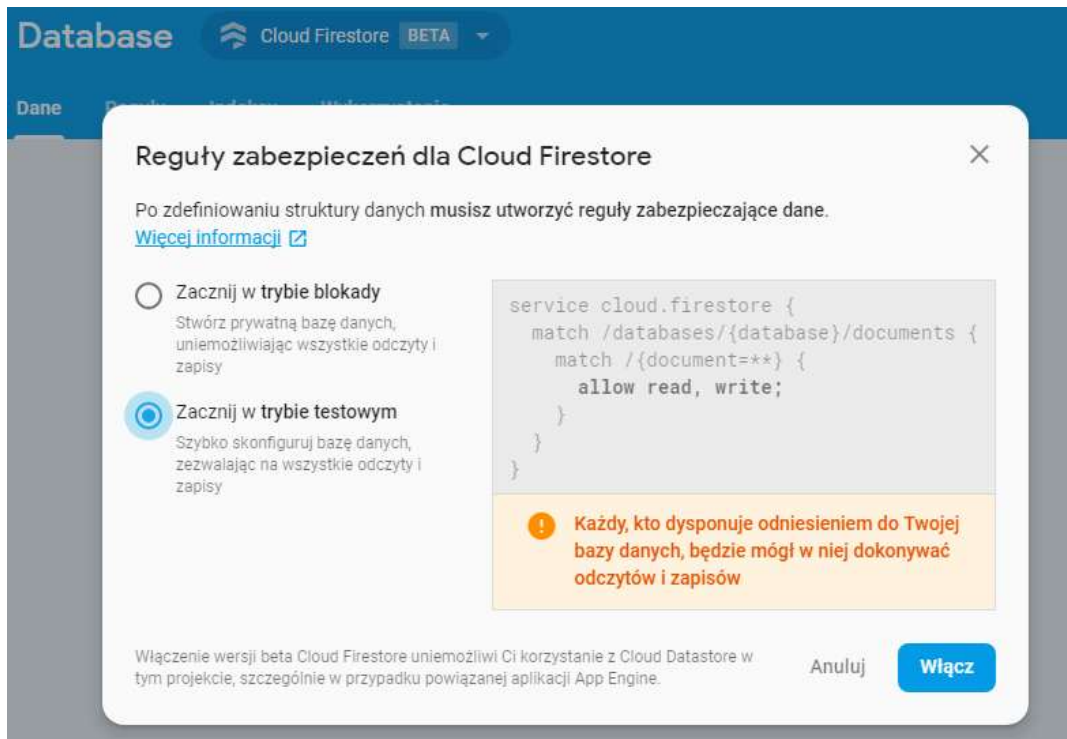 Database Cloud Firestore BETA
Dane
Reguły zabezpieczeń dla Cloud Firestore
Po zdefiniowaniu struktury danych musisz utworzyć reguły zabezpieczające dane.
Więcej informacji
Zacznij w trybie blokady
Stwórz prywatną bazę danych,
uniemożliwiając wszystkie odczyty i
zapisy
Zacznij w trybie testowym
Szybko skonfiguruj bazę danych,
zezwalając na wszystkie odczyty i
zapisy
service cloud.firestore {
match /databases/{database}/documents {
match /{document=**} {
allow read, write;
}
}
}
Każdy, kto dysponuje odniesieniem do Twojej
bazy danych, będzie mógł w niej dokonywać
odczytów i zapisów
Włączenie wersji beta Cloud Firestore uniemożliwi Ci korzystanie z Cloud Datastore w
tym projekcie, szczególnie w przypadku powiązanej aplikacji App Engine.
Anuluj
Włącz